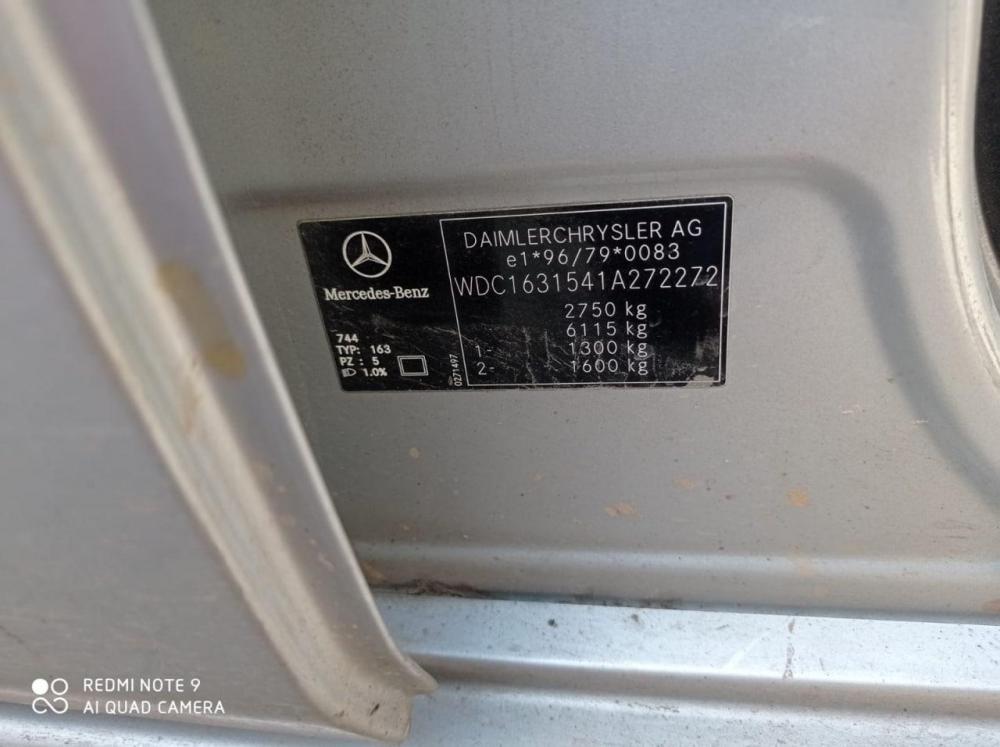 Mercedes-Benz
744
TYP: 163
PZ : 5
1.0%
0271497
DAIMLERCHRYSLER AG
e1*96/79*0083
WDC1631541A272272
2750 kg
6115 kg
1- 1300 kg
2- 1600 kg
REDMI NOTE 9
AI QUAD CAMERA